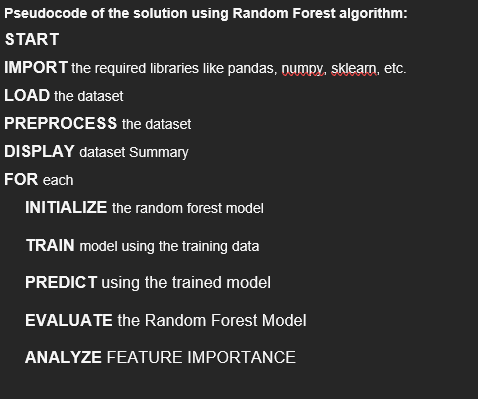 Pseudocode of the solution using Random Forest algorithm:
START
IMPORT the required libraries like pandas, numpy, sklearn, etc.
LOAD the dataset
PREPROCESS the dataset
DISPLAY dataset Summary
FOR each
INITIALIZE the random forest model
TRAIN model using the training data
PREDICT using the trained model
EVALUATE the Random Forest Model
ANALYZE FEATURE IMPORTANCE